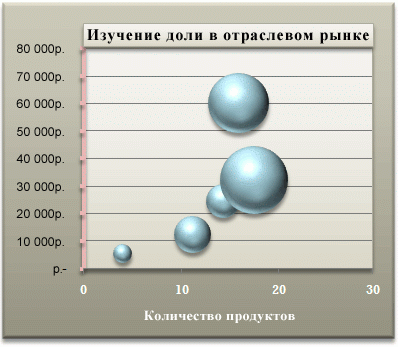 Изучение доли в отраслевом рынке
80 000р.
70 000р.
60 000р.
50 000р.
40 000р.
30 000р.
20 000р.
10 000р.
р.-
0 10 20 30
Количество продуктов